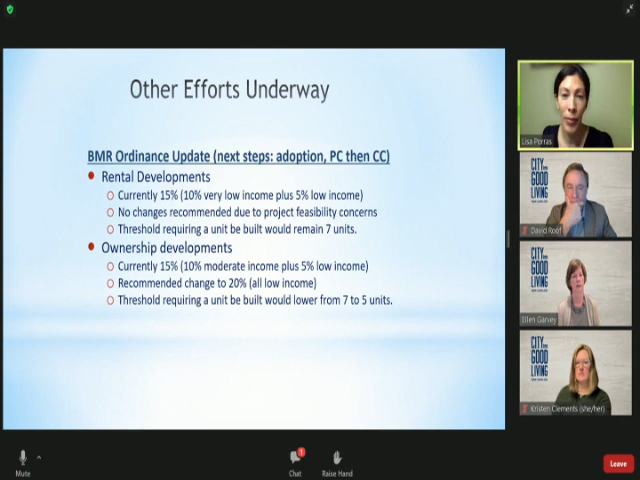 Other Efforts Underway
BMR Ordinance Update (next steps: adoption, PC then CC)
Rental Developments
Currently 15% (10% very low income plus 5% low income)
No changes recommended due to project feasibility concerns
Threshold requiring a unit be built would remain 7 units.
Ownership developments
Currently 15% (10% moderate income plus 5% low income)
Recommended change to 20% (all low income)
Threshold requiring a unit be built would lower from 7 to 5 units.
Lisa Porras
CITY
GOOD
LIVING
David Roof
CITY
GOOD
LIVING
Ellen Garvey
CITY
GOOD
LIVING
Kristen Clements (she/her)
Mute
1
Chat
Raise Hand
Leave